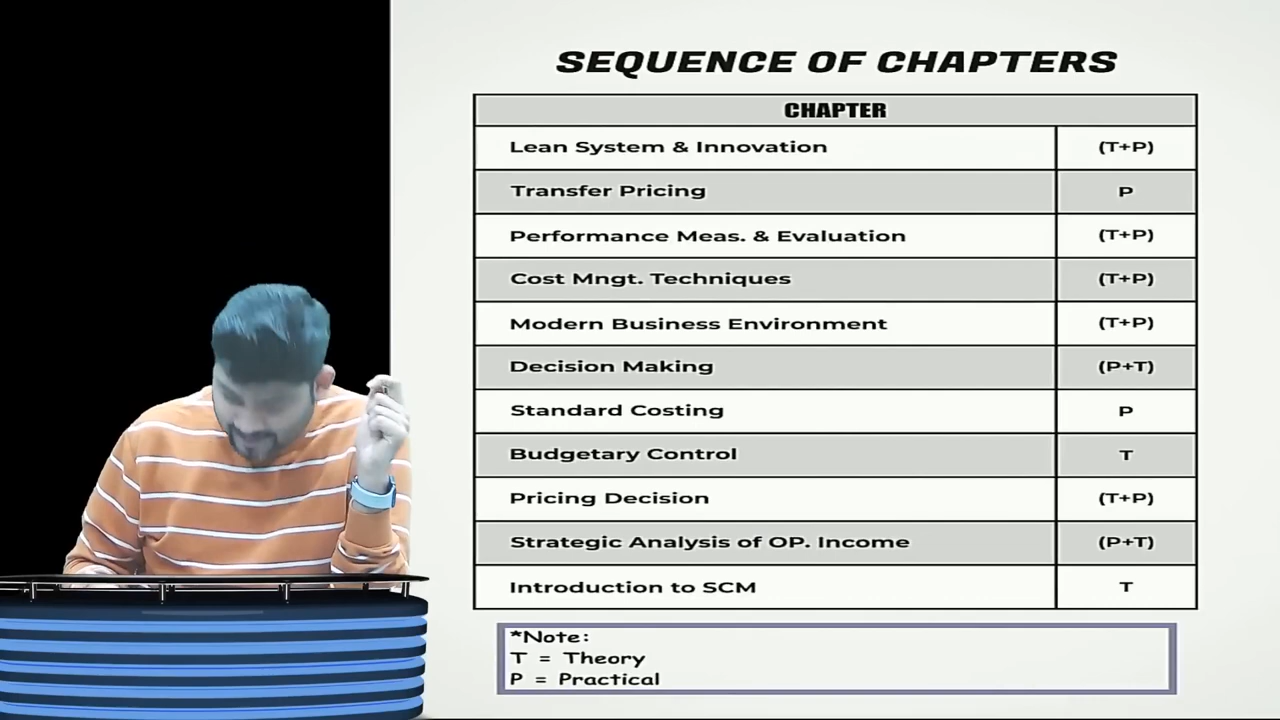 SEQUENCE OF CHAPTERS
CHAPTER
Lean System & Innovation (T+P)
Transfer Pricing P
Performance Meas. & Evaluation (T+P)
Cost Mngt. Techniques (T+P)
Modern Business Environment (T+P)
Decision Making (P+T)
Standard Costing P
Budgetary Control T
Pricing Decision (T+P)
Strategic Analysis of OP. Income (P+T)
Introduction to SCM T
*Note:
T = Theory
P = Practical